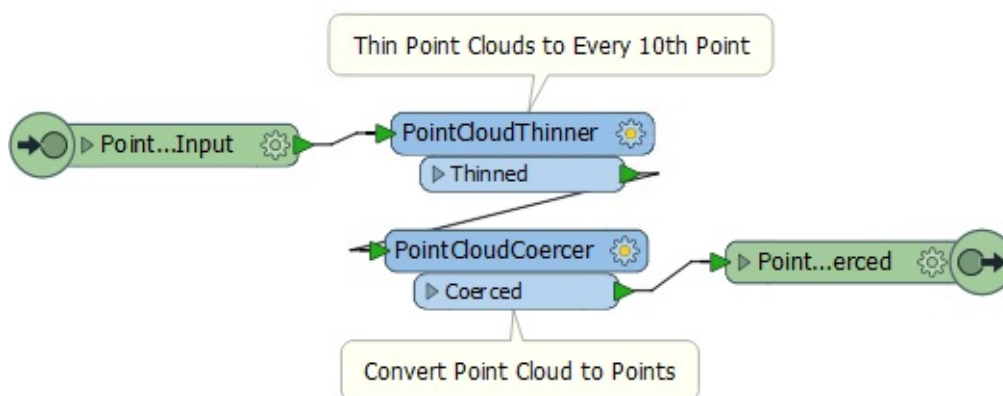 Thin Point Clouds to Every 10th Point
Point...Input
PointCloudThinner
Thinned
PointCloudCoercer
Coerced
Point...erced
Convert Point Cloud to Points